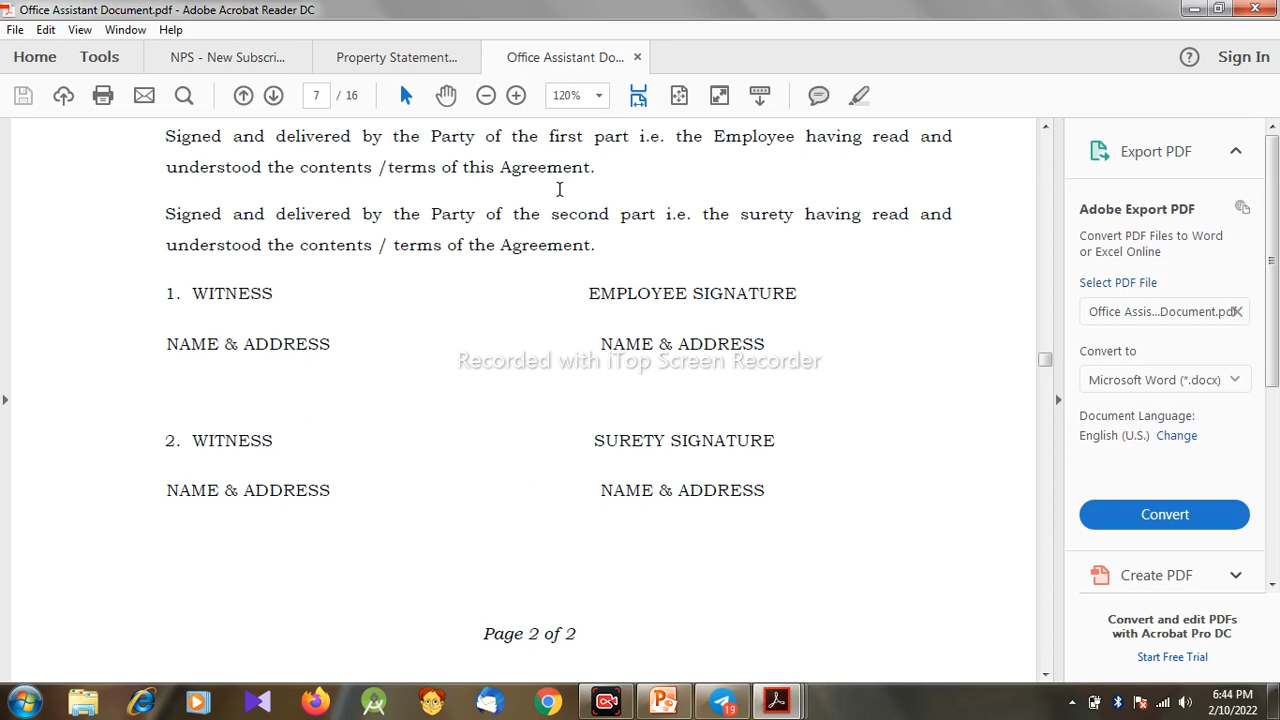 Office Assistant Document.pdf - Adobe Acrobat Reader DC
File Edit View Window Help
Home Tools NPS - New Subscri... Property Statement... Office Assistant Do... × Sign In
7 / 16 120%
Signed and delivered by the Party of the first part i.e. the Employee having read and
understood the contents /terms of this Agreement.
Signed and delivered by the Party of the second part i.e. the surety having read and
understood the contents / terms of the Agreement.
1. WITNESS EMPLOYEE SIGNATURE
NAME & ADDRESS NAME & ADDRESS
Recorded with iTop Screen Recorder
2. WITNESS SURETY SIGNATURE
NAME & ADDRESS NAME & ADDRESS
Page 2 of 2
Export PDF
Adobe Export PDF
Convert PDF Files to Word
or Excel Online
Select PDF File
Office Assis...Document.pdf
Convert to
Microsoft Word (*.docx)
Document Language:
English (U.S.) Change
Convert
Create PDF
Convert and edit PDFs
with Acrobat Pro DC
Start Free Trial
19
6:44 PM
2/10/2022